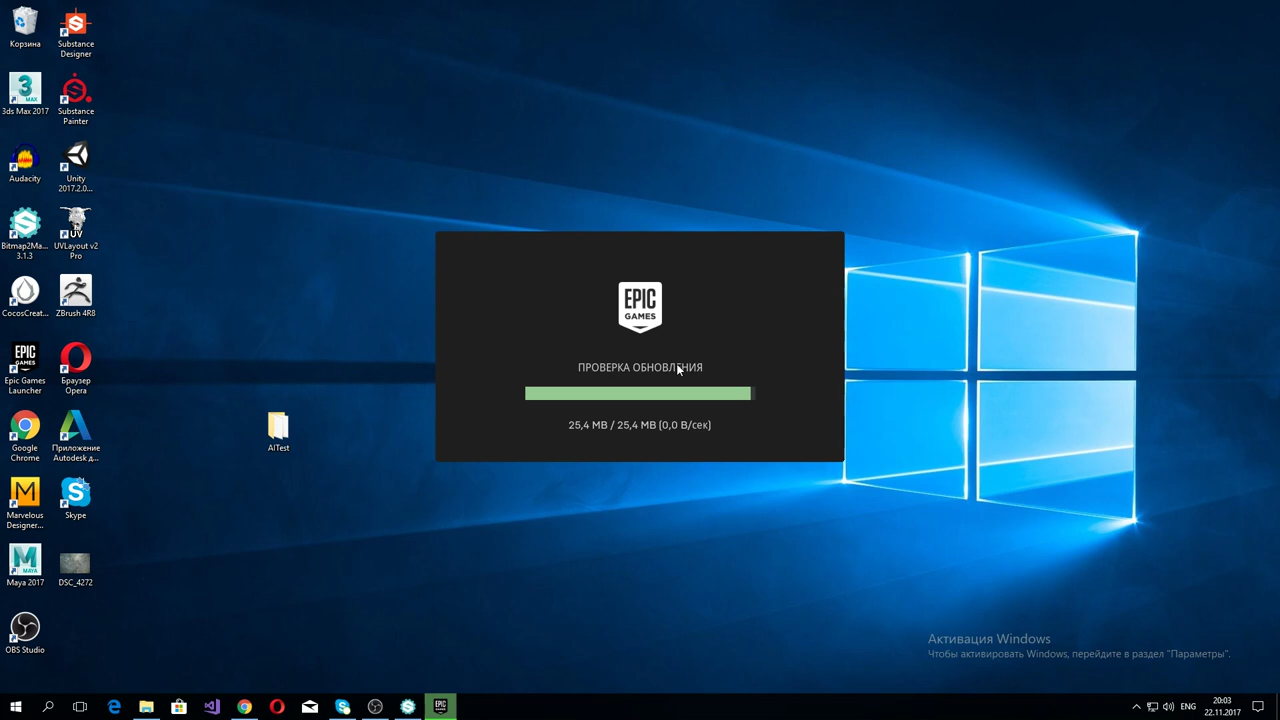 Корзина
Substance
Designer
3ds Max 2017
Substance
Painter
Audacity
Unity
2017.2.0...
Bitmap2Ma...
3.1.3
UV
UVLayout v2
Pro
CocosCreat...
ZBrush 4R8
Epic Games
Launcher
Браузер
Opera
Google
Chrome
Приложение
Autodesk д...
AITest
Marvelous
Designer...
Skype
Maya 2017
DSC_4272
OBS Studio
EPIC
GAMES
ПРОВЕРКА ОБНОВЛЕНИЯ
25,4 MB / 25,4 MB [0,0 B/сек]
Активация Windows
Чтобы активировать Windows, перейдите в раздел "Параметры".
ENG
20:03
22.11.2017